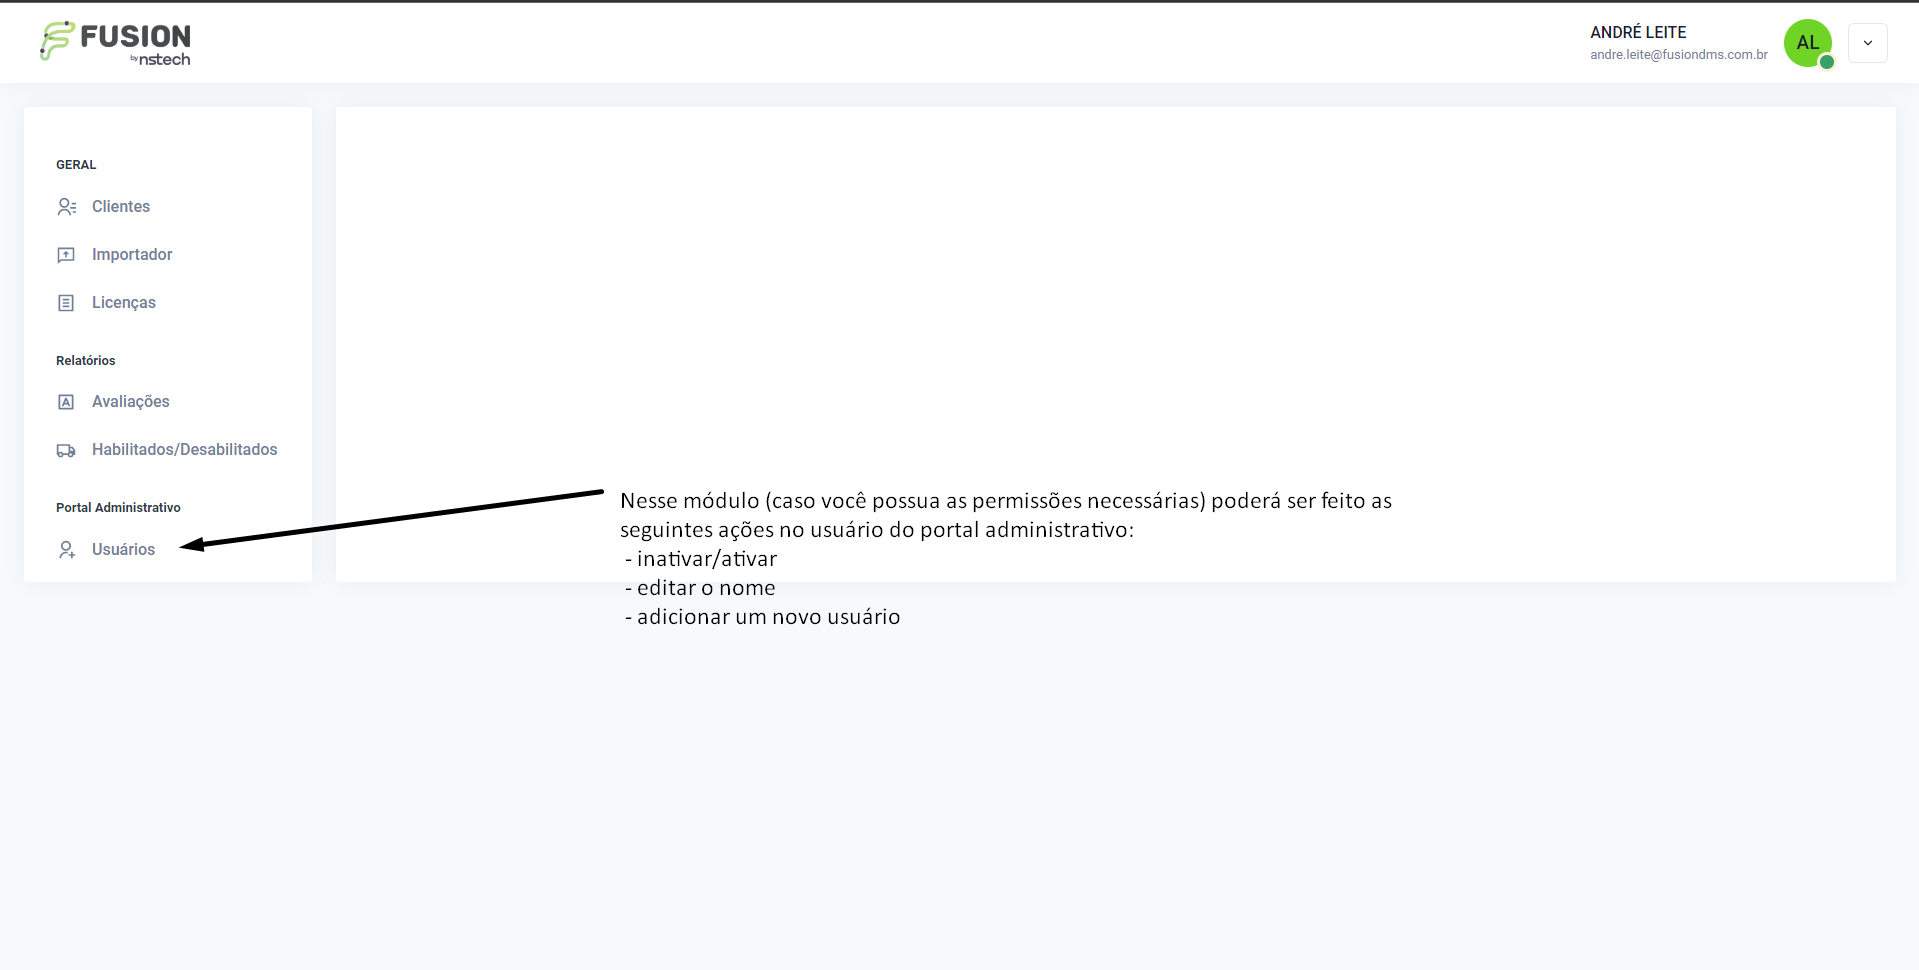 FUSION
by nstech
ANDRÉ LEITE
andre.leite@fusiondms.com.br
AL
GERAL
Clientes
Importador
Licenças
Relatórios
Avaliações
Habilitados/Desabilitados
Portal Administrativo
Usuários
Nesse módulo (caso você possua as permissões necessárias) poderá ser feito as
seguintes ações no usuário do portal administrativo:
- inativar/ativar
- editar o nome
- adicionar um novo usuário